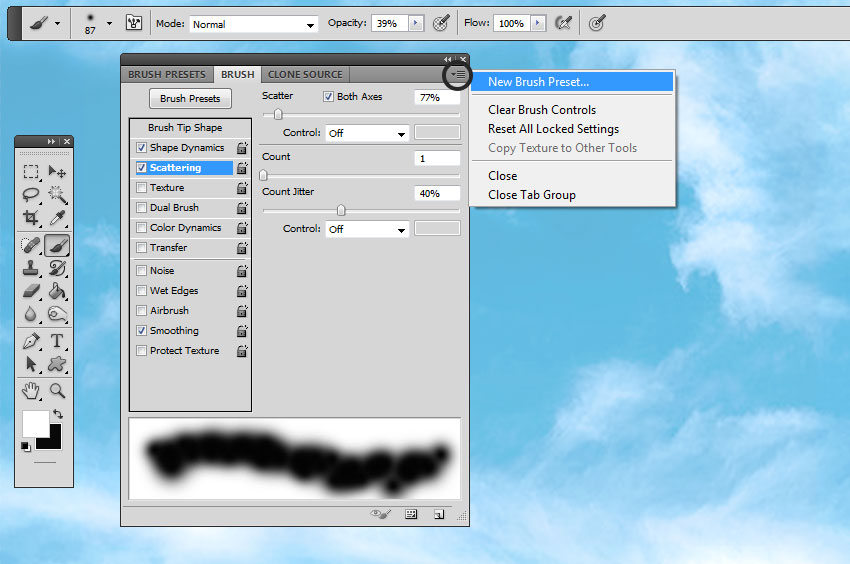 Mode: Normal Opacity: 39% Flow: 100%
87
BRUSH PRESETS BRUSH CLONE SOURCE
Brush Presets
Brush Tip Shape
Shape Dynamics
Scattering
Texture
Dual Brush
Color Dynamics
Transfer
Noise
Wet Edges
Airbrush
Smoothing
Protect Texture
Scatter Both Axes 77%
Control: Off
Count 1
Count Jitter 40%
Control: Off
New Brush Preset...
Clear Brush Controls
Reset All Locked Settings
Copy Texture to Other Tools
Close
Close Tab Group
T